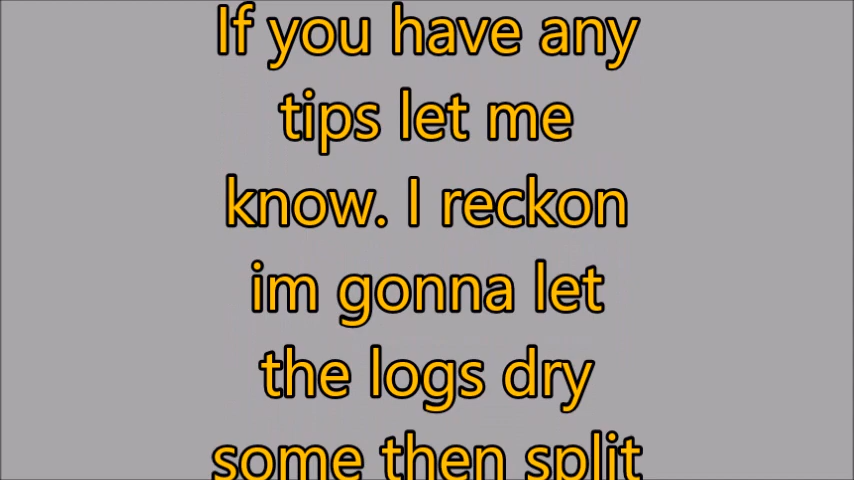 If you have any
tips let me
know. I reckon
im gonna let
the logs dry
some then split